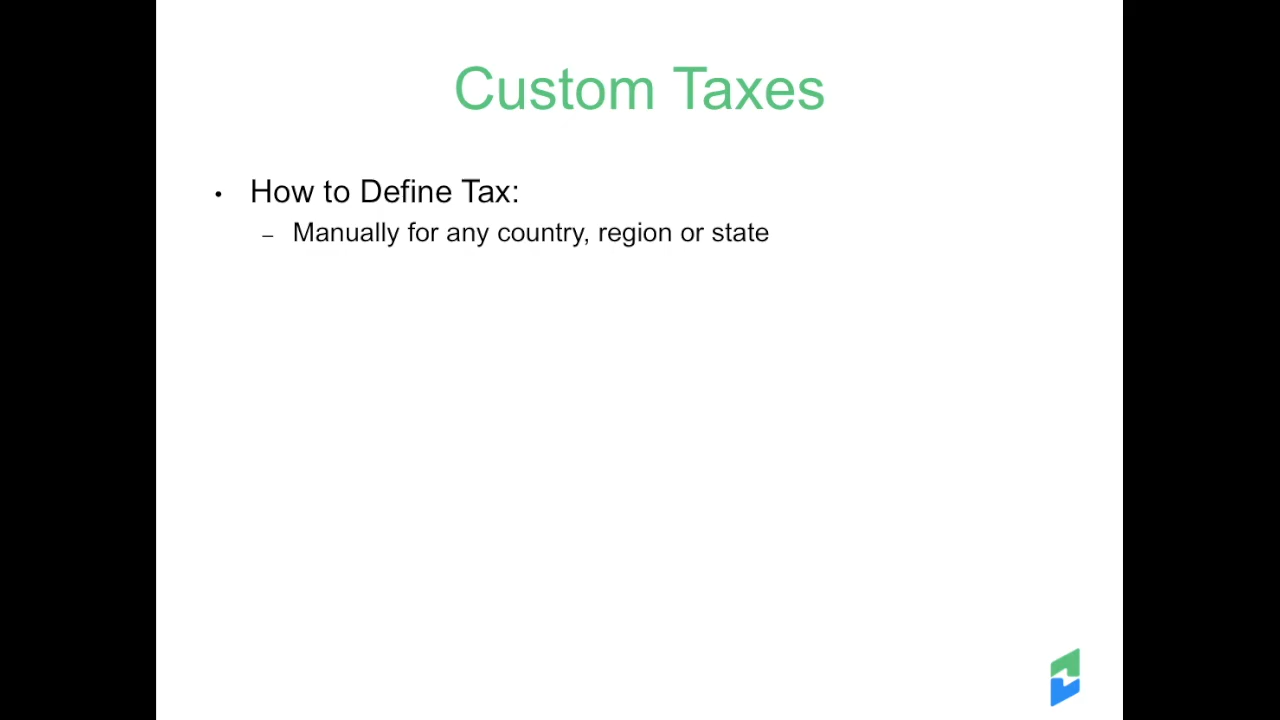 Custom Taxes
• How to Define Tax:
– Manually for any country, region or state